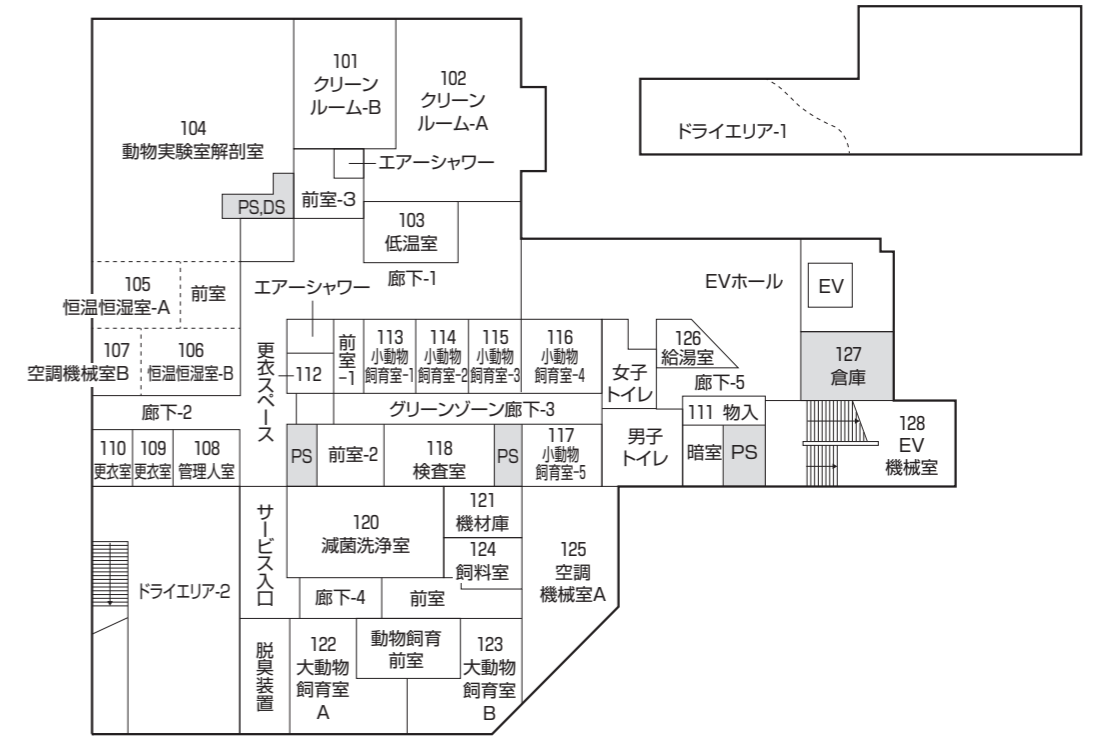 101
クリーン
ルーム-B
102
クリーン
ルーム-A
ドライエリア-1
104
動物実験室解剖室
エアーシャワー
前室-3
PS,DS
103
低温室
廊下-1
EVホール
EV
105
恒温恒湿室-A
前室
エアーシャワー
107
空調機械室B
106
恒温恒湿室-B
更衣スペース
112
前室-1
113
小動物
飼育室-1
114
小動物
飼育室-2
115
小動物
飼育室-3
116
小動物
飼育室-4
女子
トイレ
126
給湯室
廊下-5
127
倉庫
廊下-2
グリーンゾーン廊下-3
111 物入
110
更衣室
109
更衣室
108
管理人室
PS
前室-2
118
検査室
PS
117
小動物
飼育室-5
男子
トイレ
暗室
PS
128
EV
機械室
サービス入口
120
滅菌洗浄室
121
機材庫
124
飼料室
125
空調
機械室A
ドライエリア-2
廊下-4
前室
脱臭装置
122
大動物
飼育室
A
動物飼育
前室
123
大動物
飼育室
B